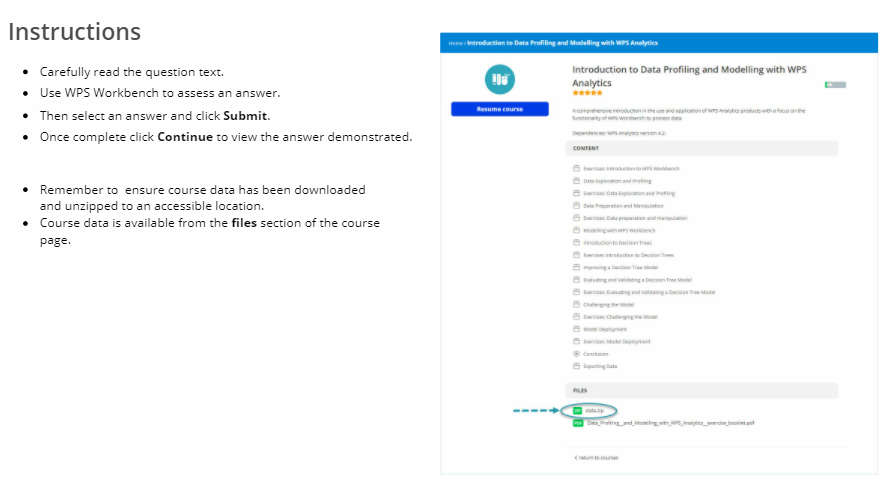 Instructions
Carefully read the question text.
Use WPS Workbench to assess an answer.
Then select an answer and click Submit.
Once complete click Continue to view the answer demonstrated.
Remember to ensure course data has been downloaded
and unzipped to an accessible location.
Course data is available from the files section of the course
page.
Home / Introduction to Data Profiling and Modelling with WPS Analytics
Introduction to Data Profiling and Modelling with WPS
Analytics
Resume course
A comprehensive introduction in the use and application of WPS Analytics products with a focus on the
functionality of WPS Workbench to process data.
Dependencies: WPS Analytics version 4.2.
CONTENT
Exercises: Introduction to WPS Workbench
Data Exploration and Profiling
Exercises: Data Exploration and Profiling
Data Preparation and Manipulation
Exercises: Data preparation and manipulation
Modelling with WPS Workbench
Introduction to Decision Trees
Exercises: Introduction to Decision Trees
Improving a Decision Tree Model
Evaluating and Validating a Decision Tree Model
Exercises: Evaluating and Validating a Decision Tree Model
Challenging the Model
Exercises: Challenging the Model
Model Deployment
Exercises: Model Deployment
Conclusion
Exporting Data
FILES
ZIP data.zip
PDF Data_Profiling__and_Modelling_with_WPS_Analytics__exercise_booklet.pdf
< return to courses